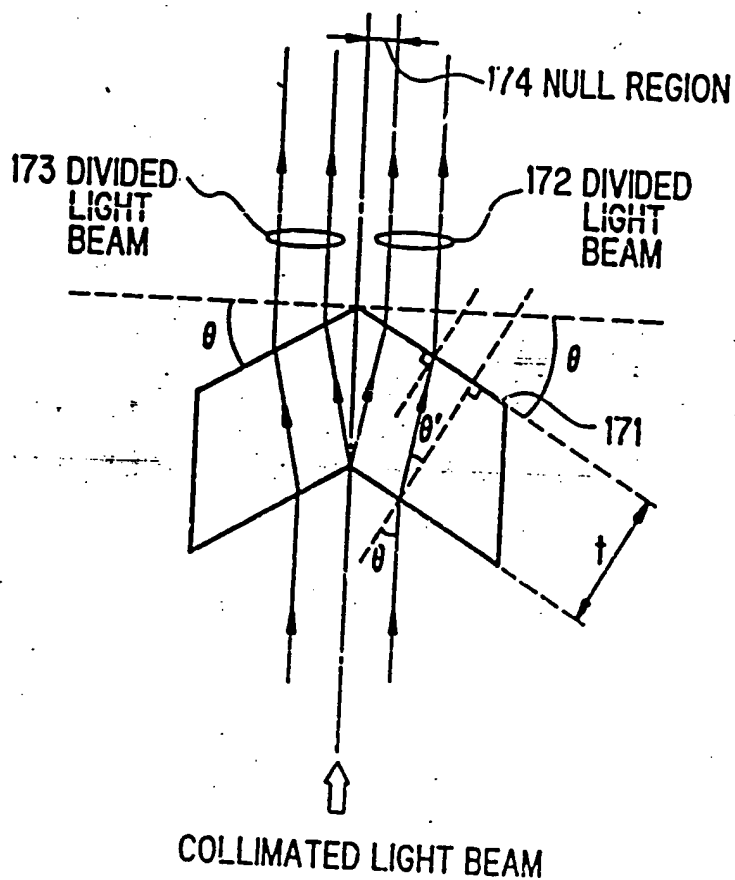 174 NULL REGION
173 DIVIDED
LIGHT
BEAM
172 DIVIDED
LIGHT
BEAM
θ
θ
θ'
171
θ
t
COLLIMATED LIGHT BEAM